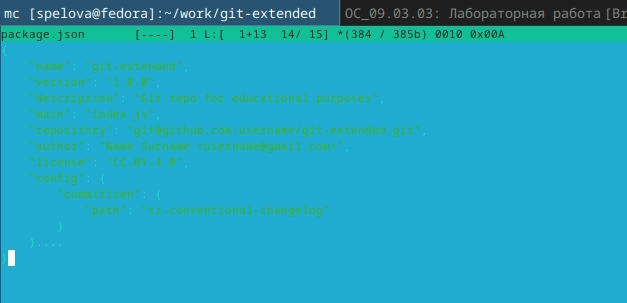 mc [spelova@fedora]:~/work/git-extended ОС_09.03.03: Лабораторная работа [Br
package.json [----] 1 L:[ 1+13 14/ 15] *(384 / 385b) 0010 0x00A
{
"name": "git-extended",
"version": "1.0.0",
"description": "Git repo for educational purposes",
"main": "index.js",
"repository": "git@github.com:username/git-extended.git",
"author": "Name Surname <username@gmail.com>",
"license": "CC-BY-4.0",
"config": {
"commitizen": {
"path": "cz-conventional-changelog"
}
}....
}